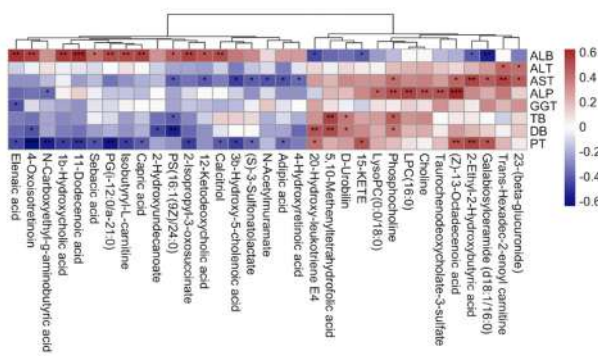 0.6
0.4
0.2
0
-0.2
-0.4
-0.6
ALB
ALT
AST
ALP
GGT
TB
DB
PT
Elenaic acid
4-Oxoisotretinoin
N-Carboxyethyl-g-aminobutyric acid
1b-Hydroxycholic acid
11-Dodecenoic acid
Sebacic acid
PG(i-12:0/a-21:0)
Isobutyryl-L-carnitine
Capric acid
2-Hydroxyundecanoate
PS(16:1(9Z)/24:0)
2-Isopropyl-3-oxosuccinate
12-Ketodeoxycholic acid
Calcitriol
3b-Hydroxy-5-cholenoic acid
(S)-3-Sulfonatolactate
N-Acetylmuramate
Adipic acid
4-Hydroxyretinoic acid
20-Hydroxy-leukotriene E4
5,10-Methenyltetrahydrofolic acid
D-Urobilin
15-KETE
LysoPC(0:0/18:0)
Phosphocholine
LPC(16:0)
Choline
Taurochenodeoxycholate-3-sulfate
(Z)-13-Octadecenoic acid
2-Ethyl-2-Hydroxybutyric acid
Galabiosylceramide (d18:1/16:0)
Trans-Hexadec-2-enoyl carnitine
23-(beta-glucuronide)